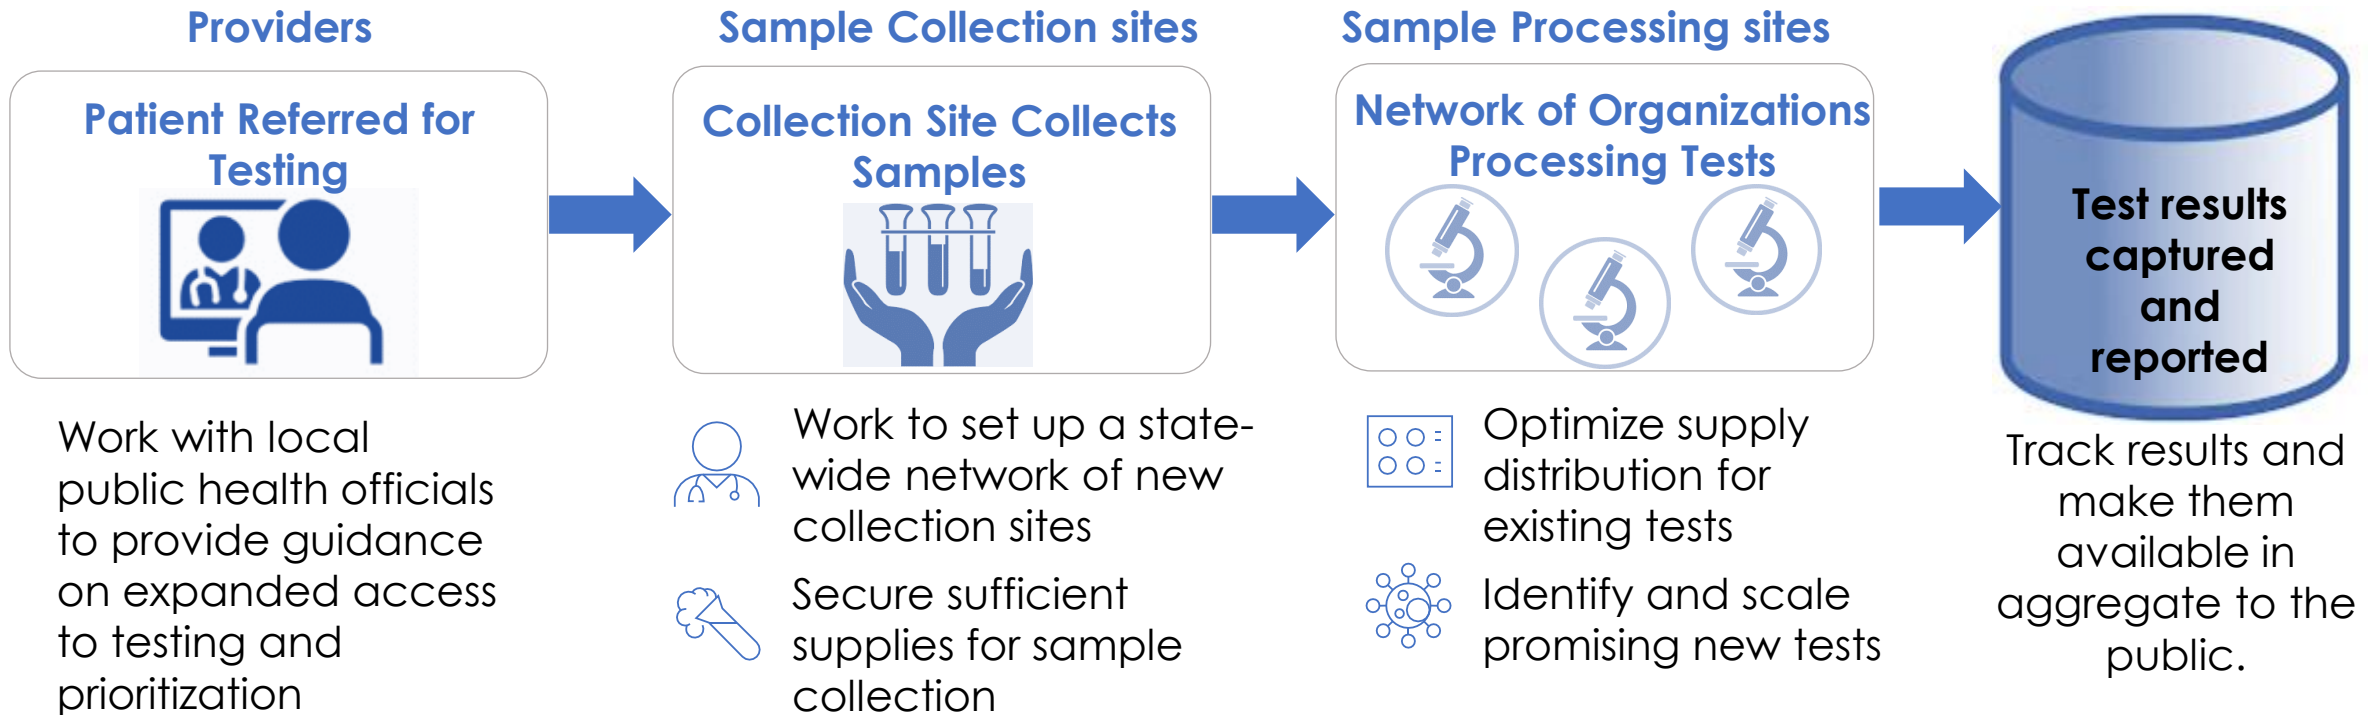 Providers
Patient Referred for
Testing
Work with local
public health officials
to provide guidance
on expanded access
to testing and
prioritization
Sample Collection sites
Collection Site Collects
Samples
Work to set up a state-
wide network of new
collection sites
Secure sufficient
supplies for sample
collection
Sample Processing sites
Network of Organizations
Processing Tests
Optimize supply
distribution for
existing tests
Identify and scale
promising new tests
Test results
captured
and
reported
Track results and
make them
available in
aggregate to the
public.